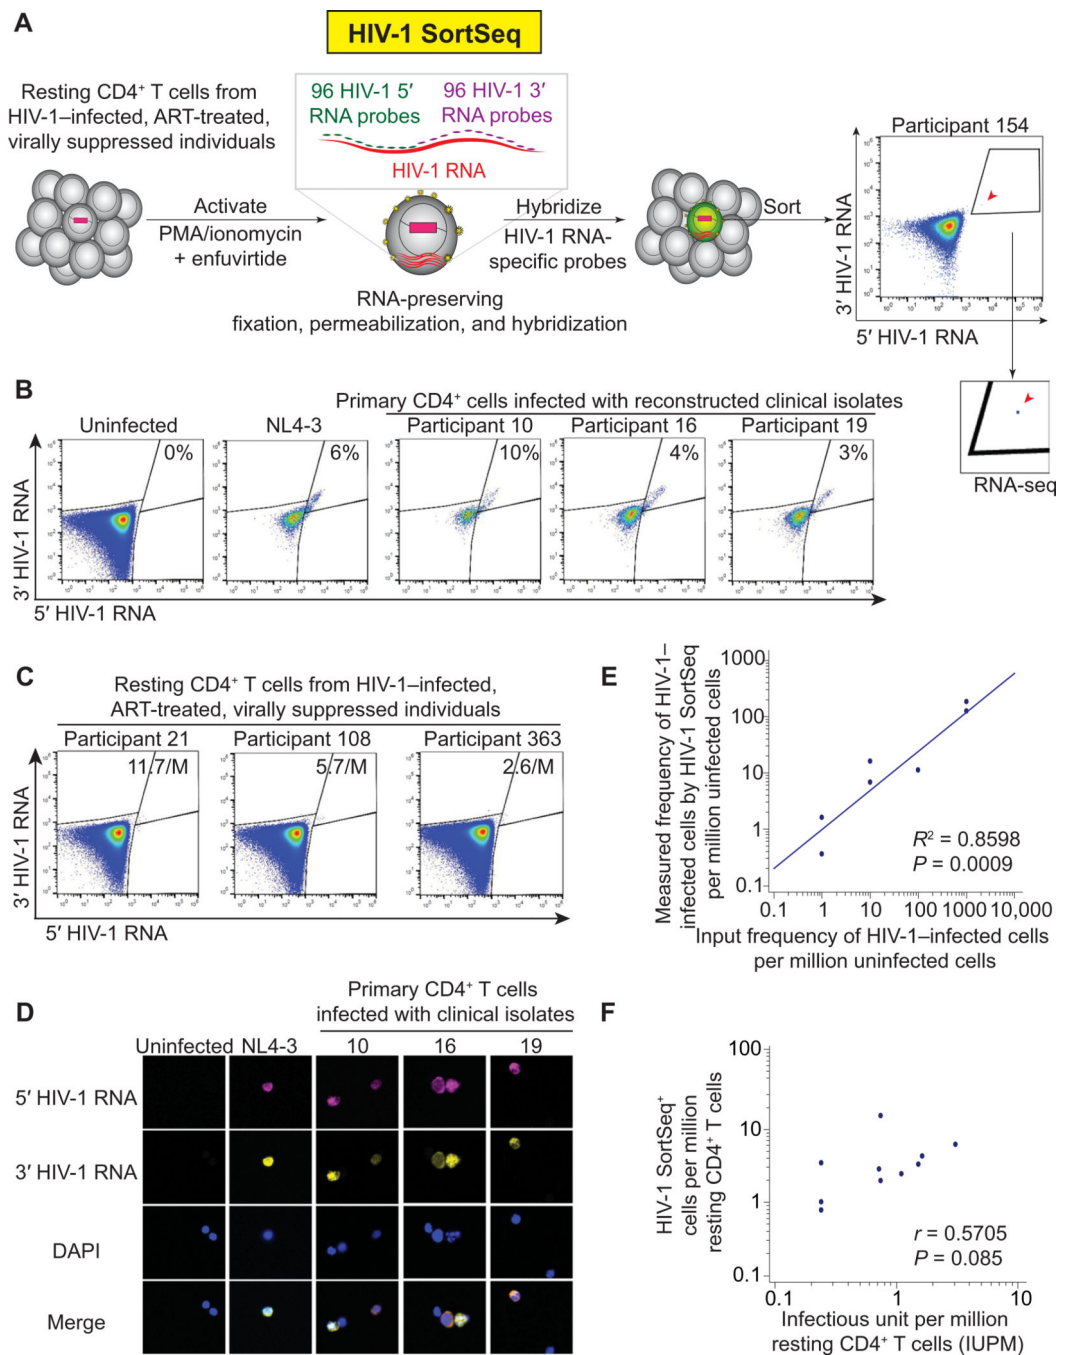 A
HIV-1 SortSeq
Resting CD4⁺ T cells from
HIV-1–infected, ART-treated,
virally suppressed individuals
96 HIV-1 5′
RNA probes
96 HIV-1 3′
RNA probes
HIV-1 RNA
Activate
PMA/ionomycin
+ enfuvirtide
RNA-preserving
fixation, permeabilization, and hybridization
Hybridize
HIV-1 RNA-
specific probes
Sort
Participant 154
3′ HIV-1 RNA
5′ HIV-1 RNA
RNA-seq
B
Primary CD4⁺ cells infected with reconstructed clinical isolates
Uninfected
NL4-3
Participant 10
Participant 16
Participant 19
0%
6%
10%
4%
3%
3′ HIV-1 RNA
5′ HIV-1 RNA
C
Resting CD4⁺ T cells from HIV-1–infected,
ART-treated, virally suppressed individuals
Participant 21
Participant 108
Participant 363
11.7/M
5.7/M
2.6/M
3′ HIV-1 RNA
5′ HIV-1 RNA
D
Primary CD4⁺ T cells
infected with clinical isolates
Uninfected
NL4-3
10
16
19
5′ HIV-1 RNA
3′ HIV-1 RNA
DAPI
Merge
E
Measured frequency of HIV-1–
infected cells by HIV-1 SortSeq
per million uninfected cells
1000
100
10
1
0.1
R² = 0.8598
P = 0.0009
0.1 1 10 100 1000 10,000
Input frequency of HIV-1–infected cells
per million uninfected cells
F
HIV-1 SortSeq⁺
cells per million
resting CD4⁺ T cells
100
10
1
0.1
r = 0.5705
P = 0.085
0.1 1 10
Infectious unit per million
resting CD4⁺ T cells (IUPM)